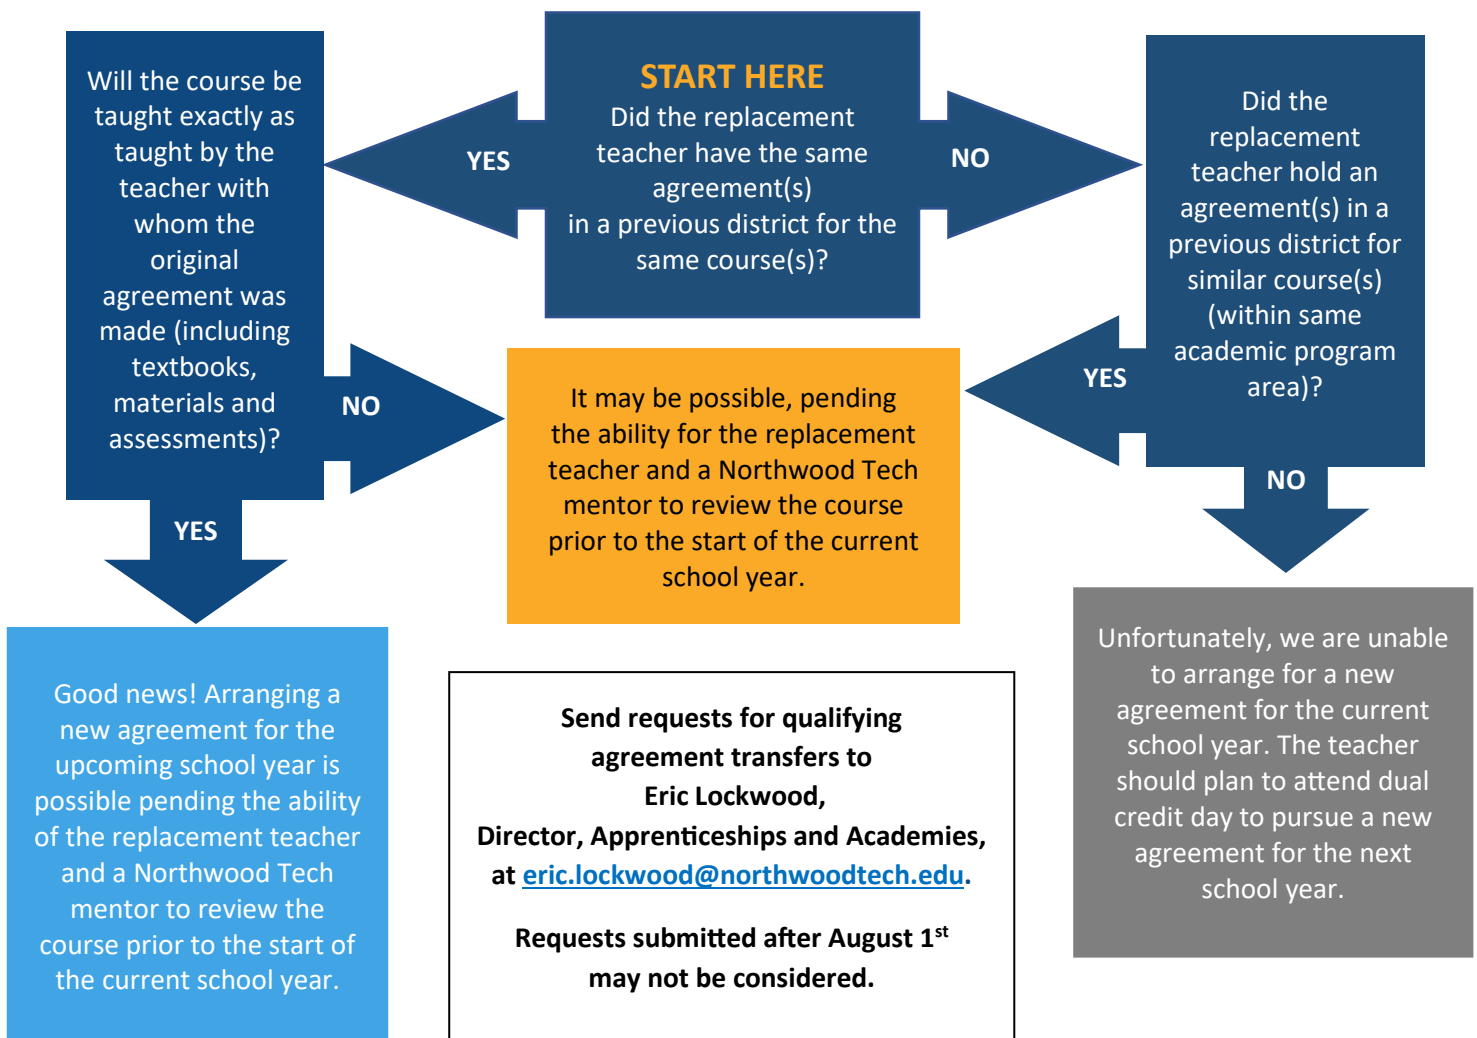 START HERE
Did the replacement
teacher have the same
agreement(s)
in a previous district for the
same course(s)?
YES
NO
Will the course be
taught exactly as
taught by the
teacher with
whom the
original
agreement was
made (including
textbooks,
materials and
assessments)?
NO
YES
Did the
replacement
teacher hold an
agreement(s) in a
previous district for
similar course(s)
(within same
academic program
area)?
YES
NO
It may be possible, pending
the ability for the replacement
teacher and a Northwood Tech
mentor to review the course
prior to the start of the current
school year.
Good news! Arranging a
new agreement for the
upcoming school year is
possible pending the ability
of the replacement teacher
and a Northwood Tech
mentor to review the
course prior to the start of
the current school year.
Send requests for qualifying
agreement transfers to
Eric Lockwood,
Director, Apprenticeships and Academies,
at eric.lockwood@northwoodtech.edu.
Requests submitted after August 1st
may not be considered.
Unfortunately, we are unable
to arrange for a new
agreement for the current
school year. The teacher
should plan to attend dual
credit day to pursue a new
agreement for the next
school year.